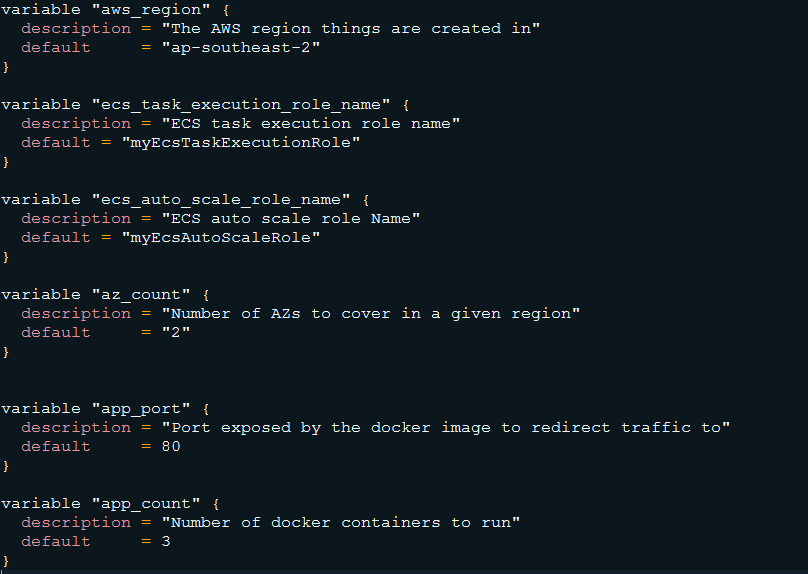 variable "aws_region" {
  description = "The AWS region things are created in"
  default     = "ap-southeast-2"
}

variable "ecs_task_execution_role_name" {
  description = "ECS task execution role name"
  default = "myEcsTaskExecutionRole"
}

variable "ecs_auto_scale_role_name" {
  description = "ECS auto scale role Name"
  default = "myEcsAutoScaleRole"
}

variable "az_count" {
  description = "Number of AZs to cover in a given region"
  default     = "2"
}


variable "app_port" {
  description = "Port exposed by the docker image to redirect traffic to"
  default     = 80
}

variable "app_count" {
  description = "Number of docker containers to run"
  default     = 3
}